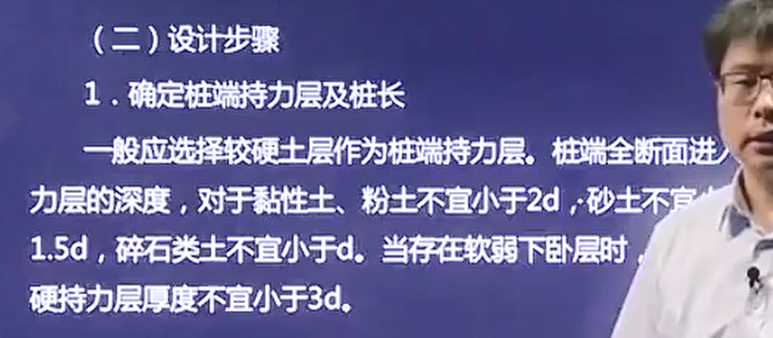 （二）设计步骤
1．确定桩端持力层及桩长
一般应选择较硬土层作为桩端持力层。桩端全断面进
力层的深度，对于黏性土、粉土不宜小于2d，砂土不宜
1.5d，碎石类土不宜小于d。当存在软弱下卧层时，
硬持力层厚度不宜小于3d。